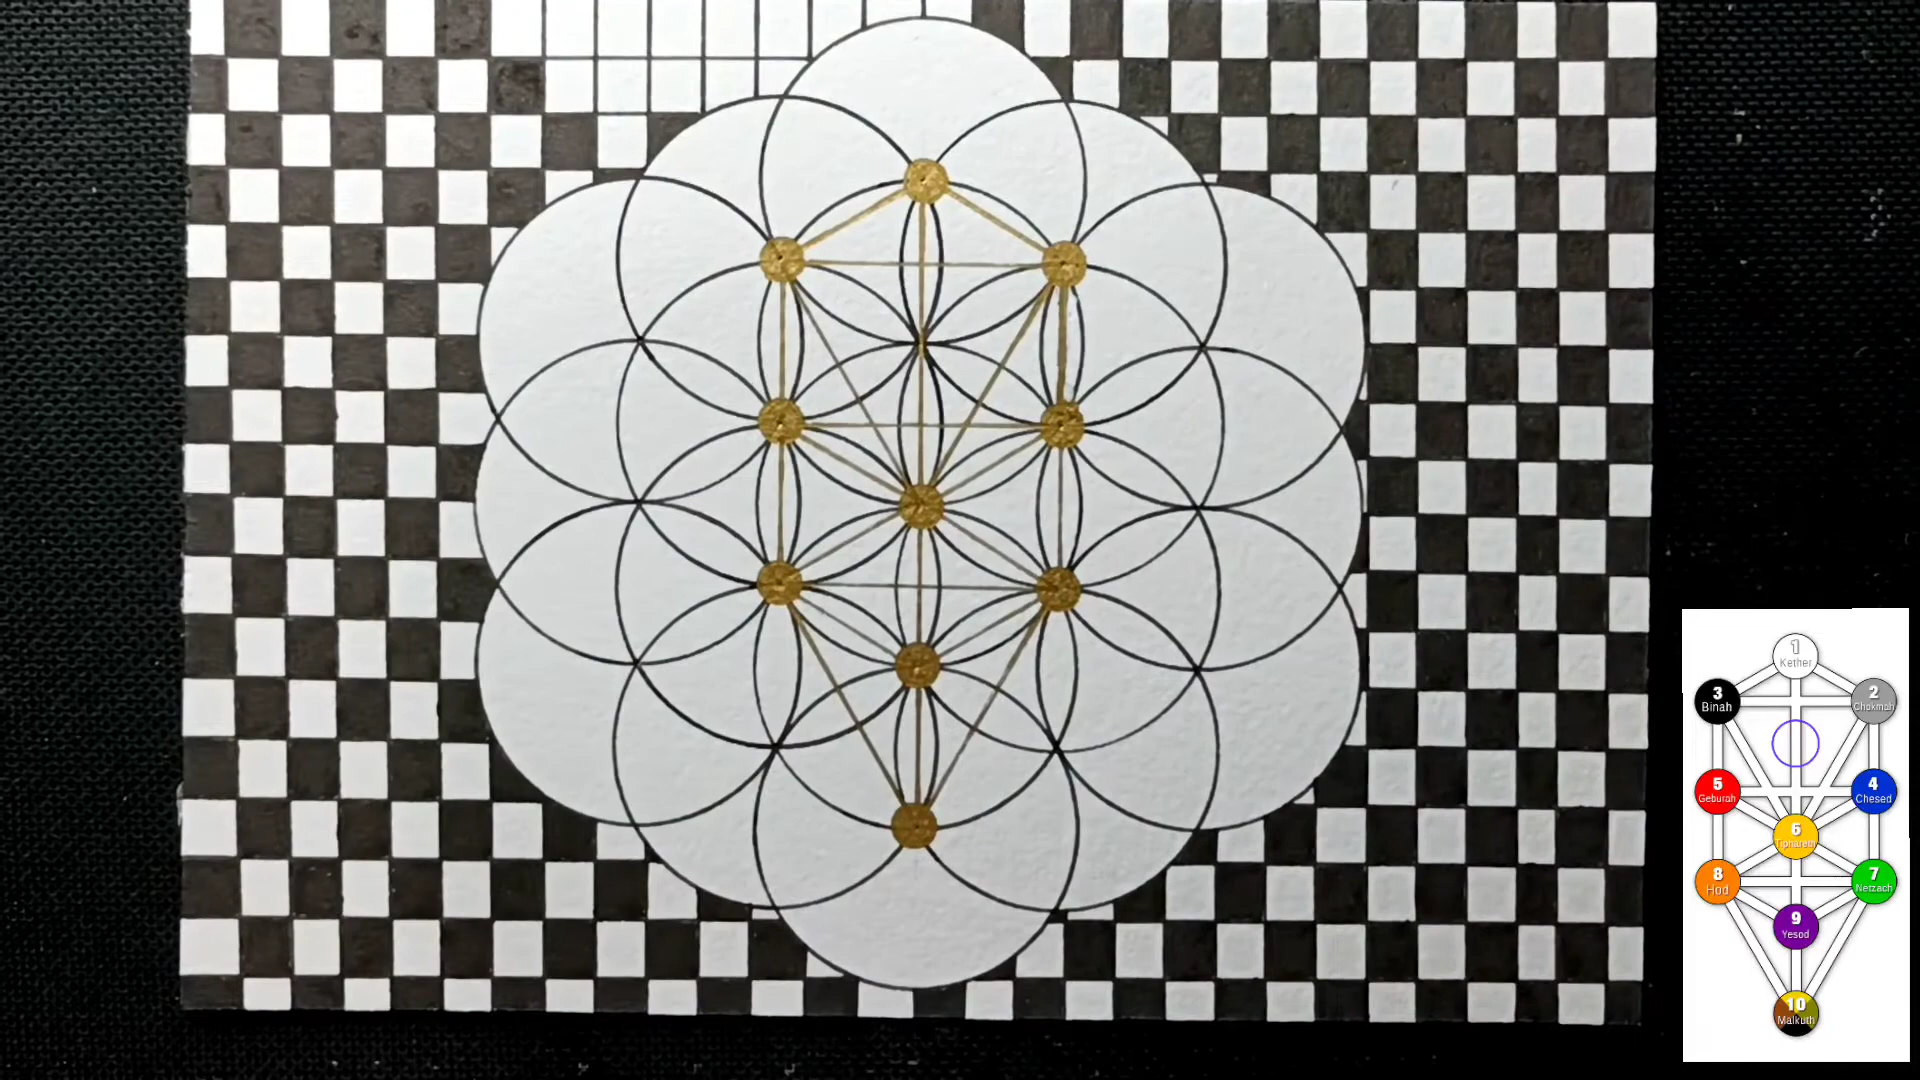 1
Kether
3
Binah
2
Chokmah
5
Geburah
4
Chesed
6
Tiphareth
8
Hod
7
Netzach
9
Yesod
10
Malkuth